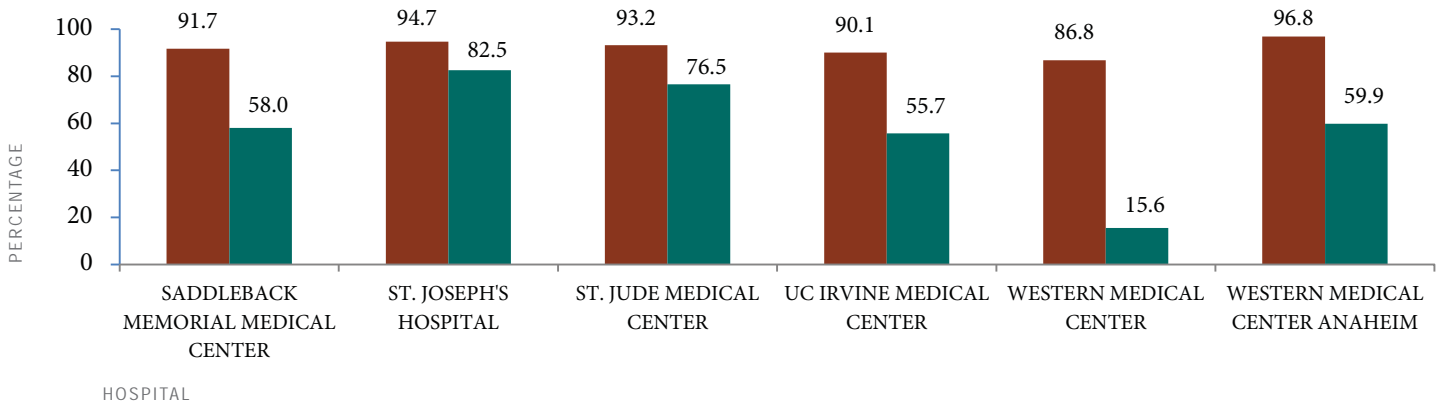 91.7
94.7
93.2
90.1
86.8
96.8
100
82.5
80
76.5
60
58.0
55.7
59.9
40
20
15.6
0
PERCENTAGE
SADDLEBACK
MEMORIAL MEDICAL
CENTER
ST. JOSEPH'S
HOSPITAL
ST. JUDE MEDICAL
CENTER
UC IRVINE MEDICAL
CENTER
WESTERN MEDICAL
CENTER
WESTERN MEDICAL
CENTER ANAHEIM
HOSPITAL